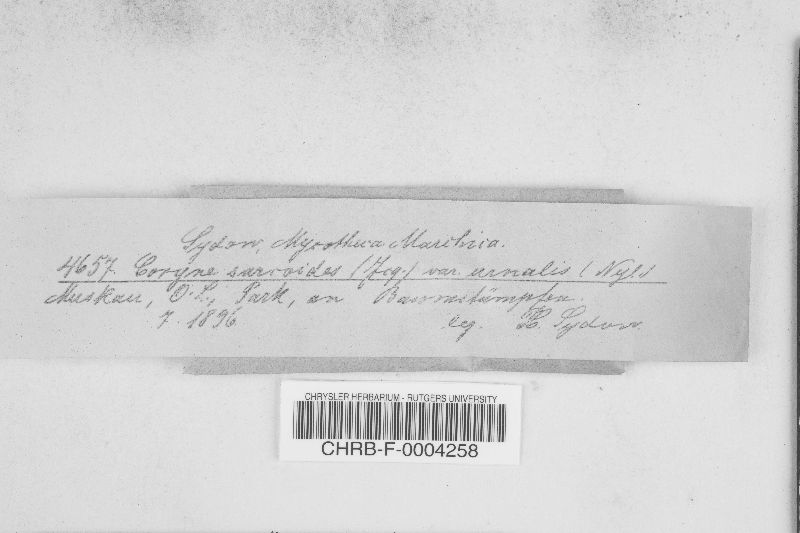 Sydow, Mycotheca Marchica.
4657. Coryne sarcoides (Jcq.) var. urnalis (Nyl.)
Muskau, O.L., Park, an Baumstümpfen.
7. 1896. leg. H. Sydow.
CHRYSLER HERBARIUM - RUTGERS UNIVERSITY
CHRB-F-0004258